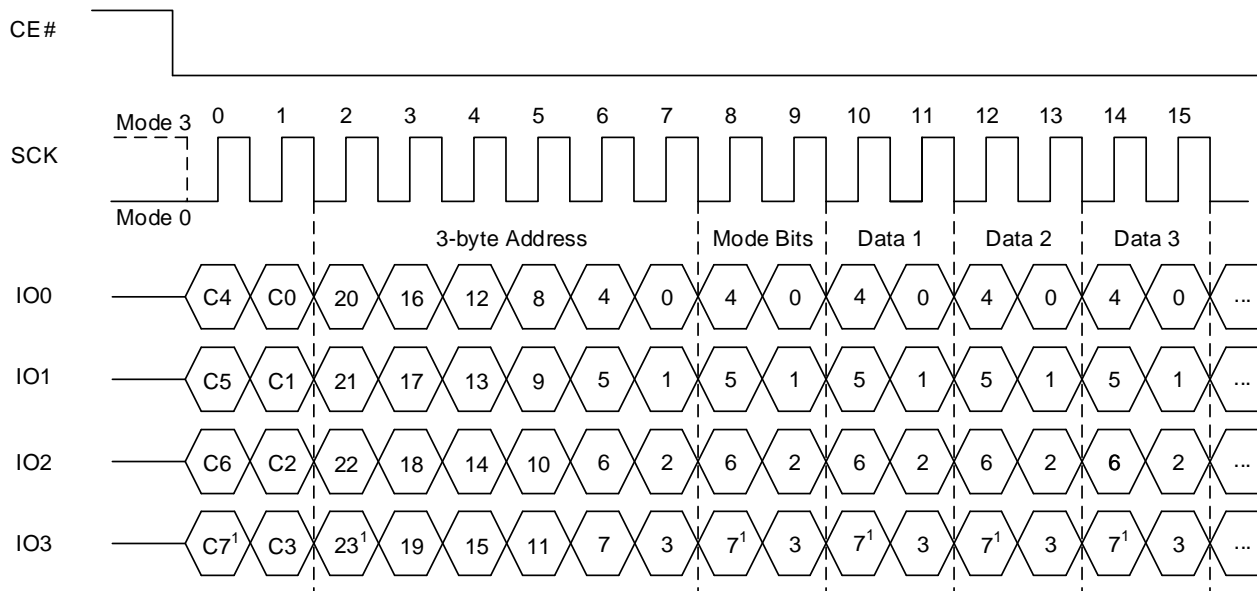 CE#
Mode 3 0 1 2 3 4 5 6 7 8 9 10 11 12 13 14 15
SCK
Mode 0
3-byte Address Mode Bits Data 1 Data 2 Data 3
IO0 C4 C0 20 16 12 8 4 0 4 0 4 0 4 0 4 0 ...
IO1 C5 C1 21 17 13 9 5 1 5 1 5 1 5 1 5 1 ...
IO2 C6 C2 22 18 14 10 6 2 6 2 6 2 6 2 6 2 ...
IO3 C7¹ C3 23¹ 19 15 11 7 3 7¹ 3 7¹ 3 7¹ 3 7¹ 3 ...